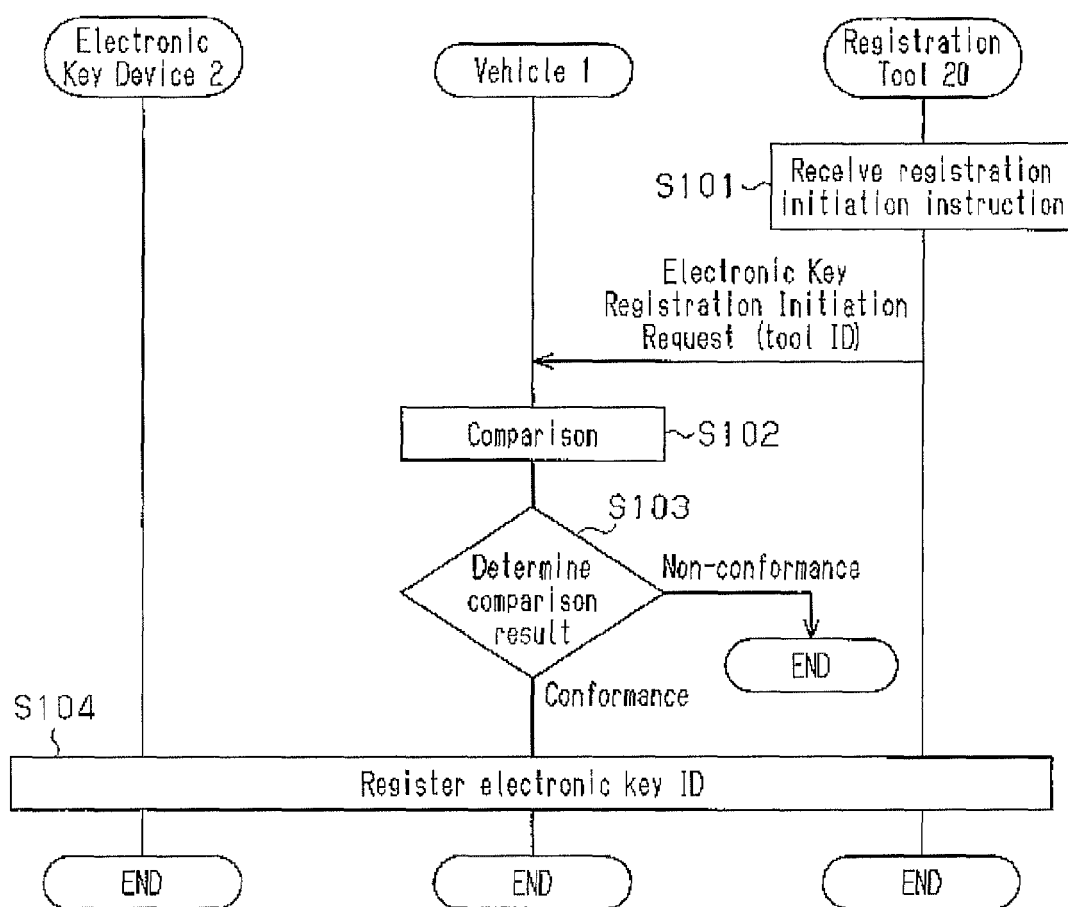 Electronic
Key Device 2
Vehicle 1
Registration
Tool 20
S101
Receive registration
initiation instruction
Electronic Key
Registration Initiation
Request (tool ID)
Comparison
S102
S103
Determine
comparison
result
Non-conformance
END
Conformance
S104
Register electronic key ID
END
END
END